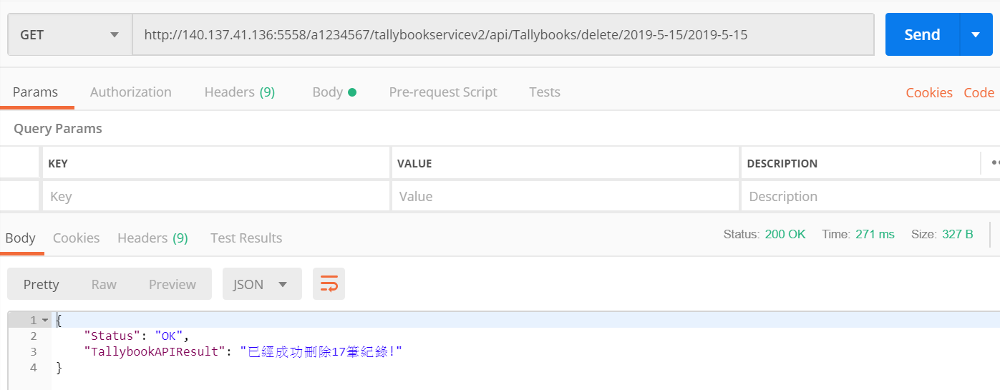 GET http://140.137.41.136:5558/a1234567/tallybookservicev2/api/Tallybooks/delete/2019-5-15/2019-5-15 Send
Params Authorization Headers (9) Body Pre-request Script Tests Cookies Code
Query Params
KEY VALUE DESCRIPTION
Key Value Description
Body Cookies Headers (9) Test Results Status: 200 OK Time: 271 ms Size: 327 B
Pretty Raw Preview JSON
1 {
2 "Status": "OK",
3 "TallybookAPIResult": "已經成功刪除17筆紀錄!"
4 }